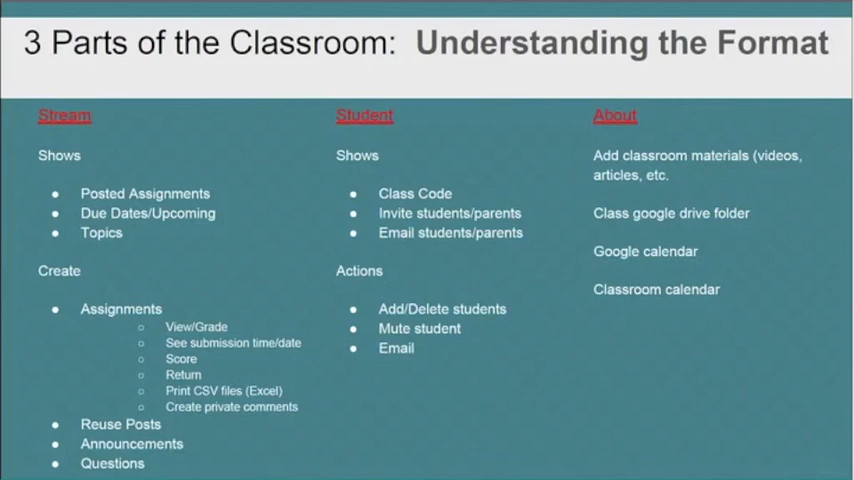 3 Parts of the Classroom: Understanding the Format
Stream
Shows
● Posted Assignments
● Due Dates/Upcoming
● Topics
Create
● Assignments
○ View/Grade
○ See submission time/date
○ Score
○ Return
○ Print CSV files (Excel)
○ Create private comments
● Reuse Posts
● Announcements
● Questions
Student
Shows
● Class Code
● Invite students/parents
● Email students/parents
Actions
● Add/Delete students
● Mute student
● Email
About
Add classroom materials (videos,
articles, etc.
Class google drive folder
Google calendar
Classroom calendar